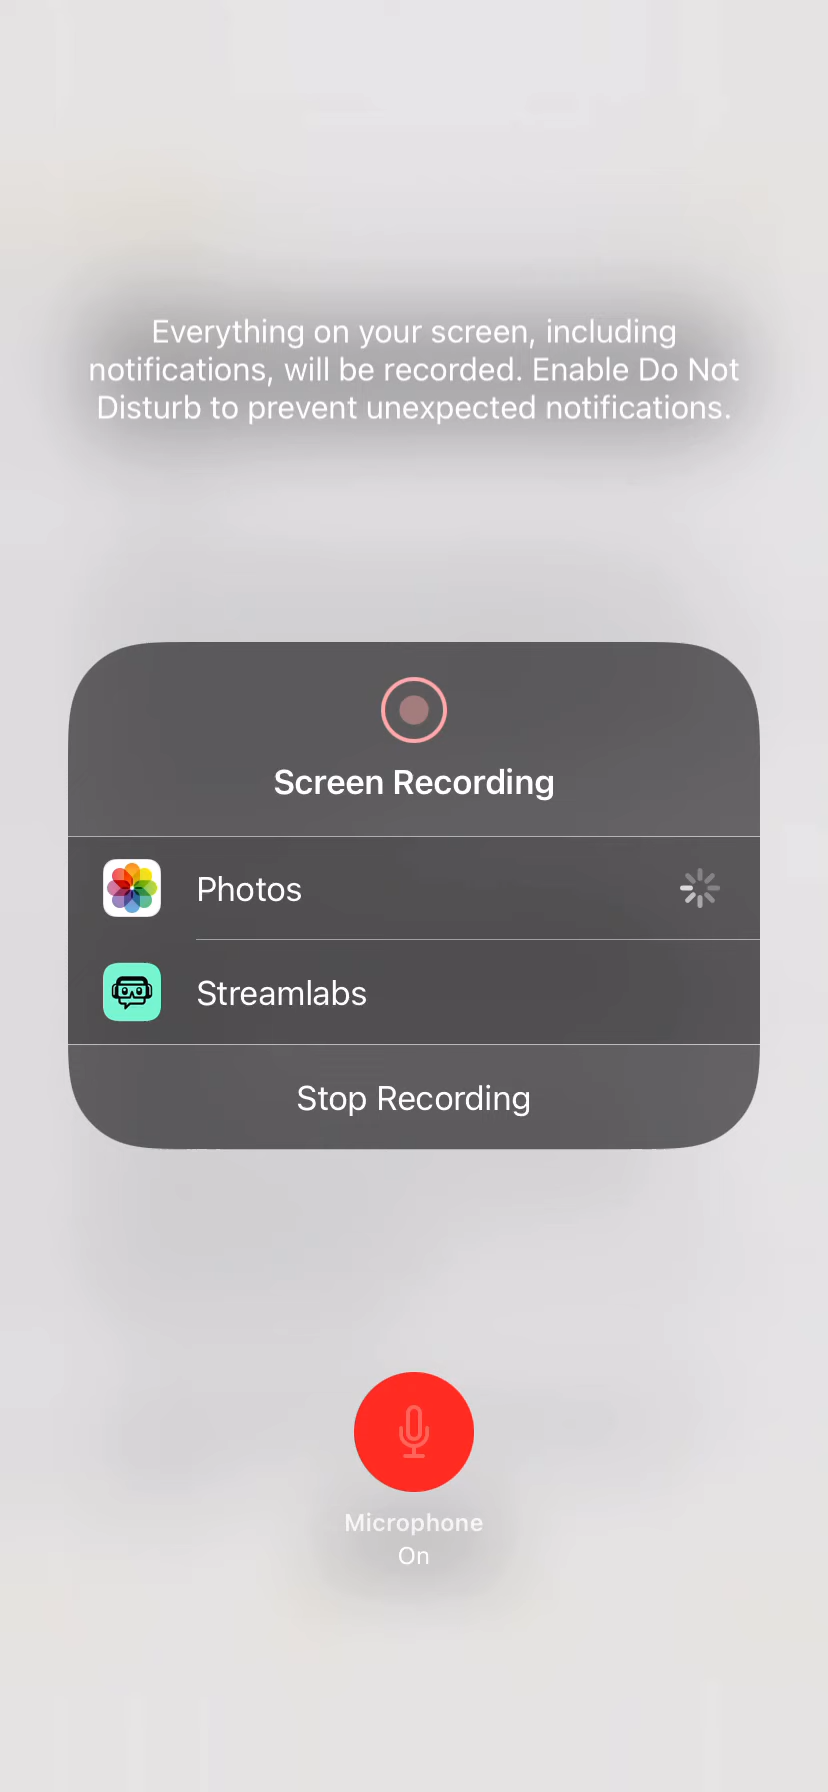 Everything on your screen, including
notifications, will be recorded. Enable Do Not
Disturb to prevent unexpected notifications.
Screen Recording
Photos
Streamlabs
Stop Recording
Microphone
On